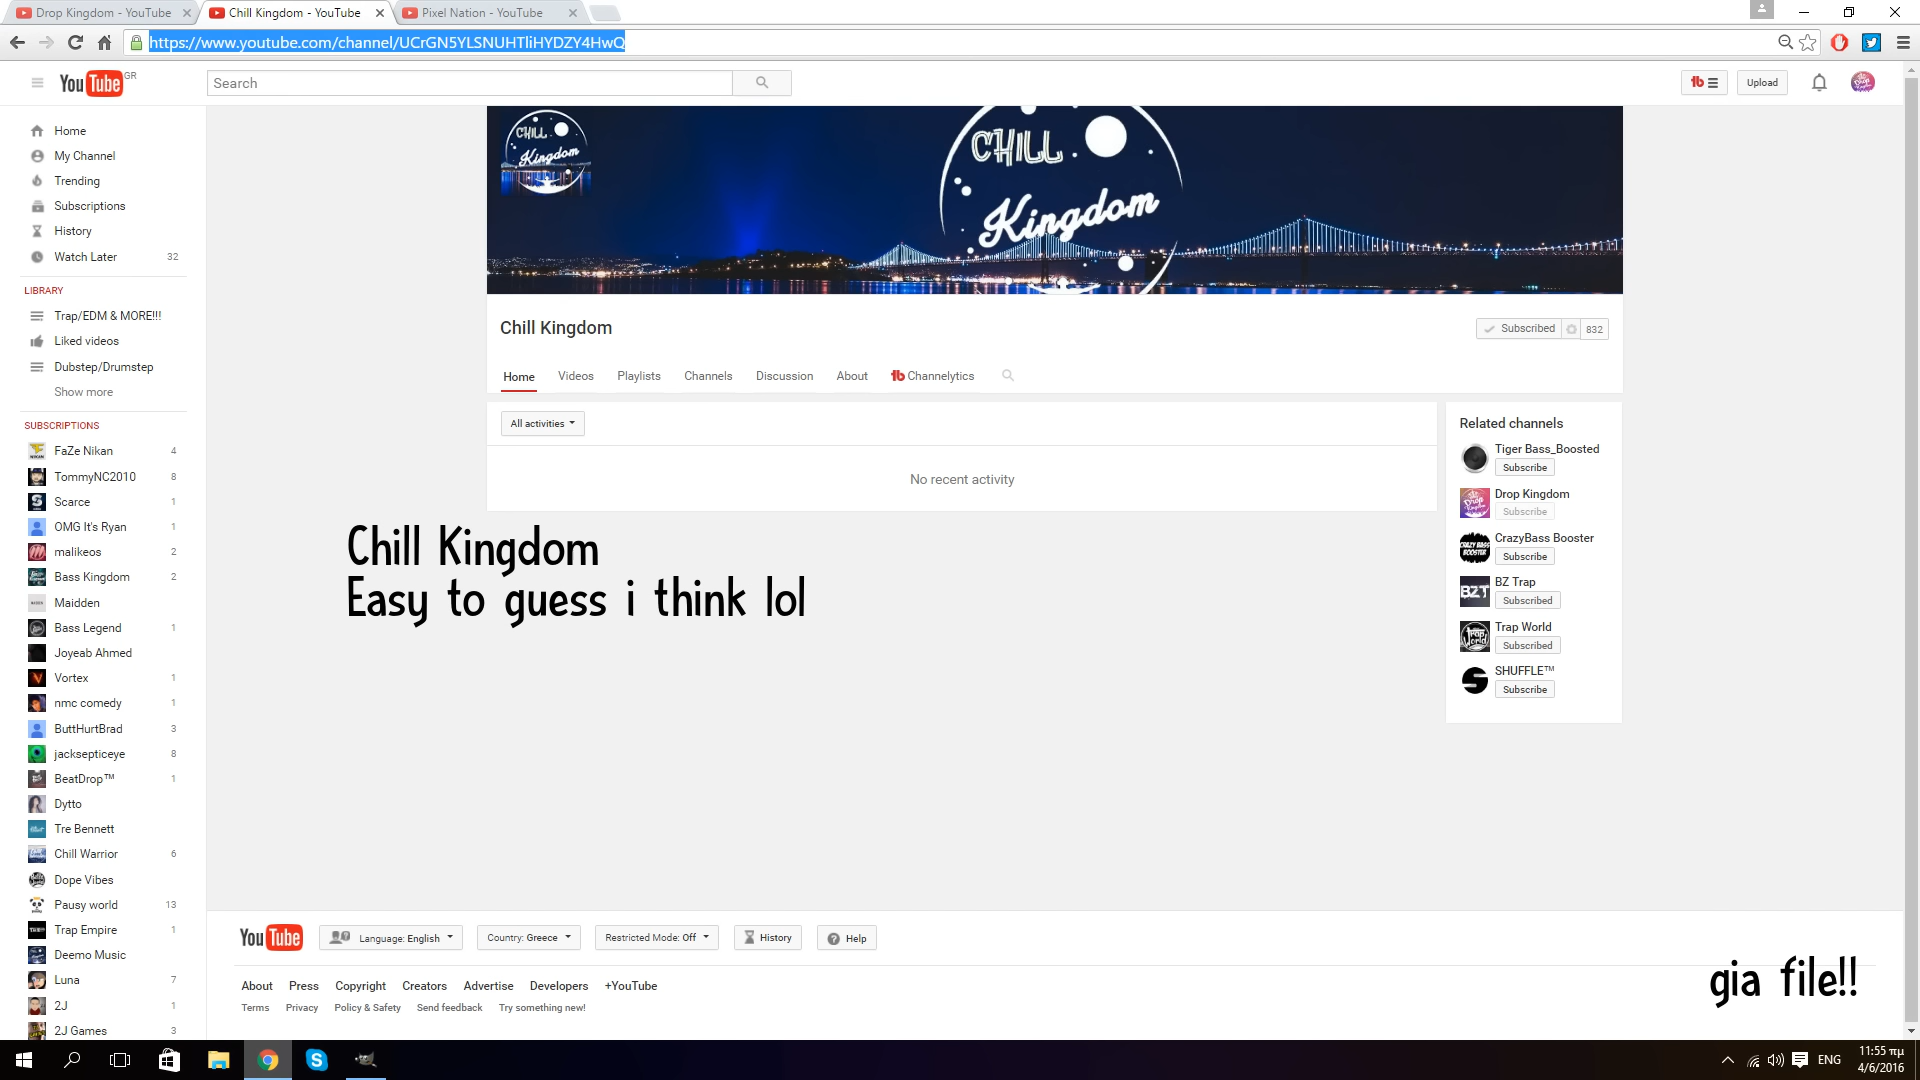 Drop Kingdom - YouTube
Chill Kingdom - YouTube
Pixel Nation - YouTube
https://www.youtube.com/channel/UCrGN5YLSNUHTliHYDZY4HwQ
YouTube GR
Search
Upload
Home
My Channel
Trending
Subscriptions
History
Watch Later 32
LIBRARY
Trap/EDM & MORE!!!
Liked videos
Dubstep/Drumstep
Show more
SUBSCRIPTIONS
FaZe Nikan 4
TommyNC2010 8
Scarce 1
OMG It's Ryan 1
malikeos 2
Bass Kingdom 2
Maidden
Bass Legend 1
Joyeab Ahmed
Vortex 1
nmc comedy 1
ButtHurtBrad 3
jacksepticeye 8
BeatDrop™ 1
Dytto
Tre Bennett
Chill Warrior 6
Dope Vibes
Pausy world 13
Trap Empire 1
Deemo Music
Luna 7
2J 1
2J Games 3
CHILL
Kingdom
CHILL
Kingdom
Chill Kingdom
Subscribed 832
Home Videos Playlists Channels Discussion About Channelytics
All activities
No recent activity
Related channels
Tiger Bass_Boosted
Subscribe
Drop Kingdom
Subscribe
CrazyBass Booster
Subscribe
BZ Trap
Subscribed
Trap World
Subscribed
SHUFFLE™
Subscribe
Chill Kingdom
Easy to guess i think lol
YouTube Language: English Country: Greece Restricted Mode: Off History Help
About Press Copyright Creators Advertise Developers +YouTube
Terms Privacy Policy & Safety Send feedback Try something new!
gia file!!
ENG
11:55 πμ
4/6/2016